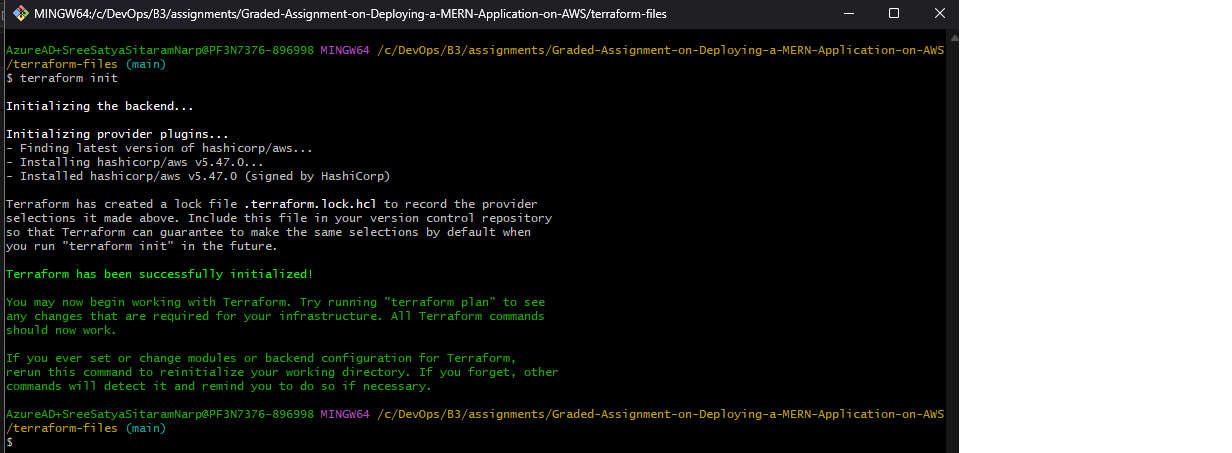 MINGW64:/c/DevOps/B3/assignments/Graded-Assignment-on-Deploying-a-MERN-Application-on-AWS/terraform-files
AzureAD+SreeSatyaSitaramNarp@PF3N7376-896998 MINGW64 /c/DevOps/B3/assignments/Graded-Assignment-on-Deploying-a-MERN-Application-on-AWS
/terraform-files (main)
$ terraform init
Initializing the backend...
Initializing provider plugins...
- Finding latest version of hashicorp/aws...
- Installing hashicorp/aws v5.47.0...
- Installed hashicorp/aws v5.47.0 (signed by HashiCorp)
Terraform has created a lock file .terraform.lock.hcl to record the provider
selections it made above. Include this file in your version control repository
so that Terraform can guarantee to make the same selections by default when
you run "terraform init" in the future.
Terraform has been successfully initialized!
You may now begin working with Terraform. Try running "terraform plan" to see
any changes that are required for your infrastructure. All Terraform commands
should now work.
If you ever set or change modules or backend configuration for Terraform,
rerun this command to reinitialize your working directory. If you forget, other
commands will detect it and remind you to do so if necessary.
AzureAD+SreeSatyaSitaramNarp@PF3N7376-896998 MINGW64 /c/DevOps/B3/assignments/Graded-Assignment-on-Deploying-a-MERN-Application-on-AWS
/terraform-files (main)
$